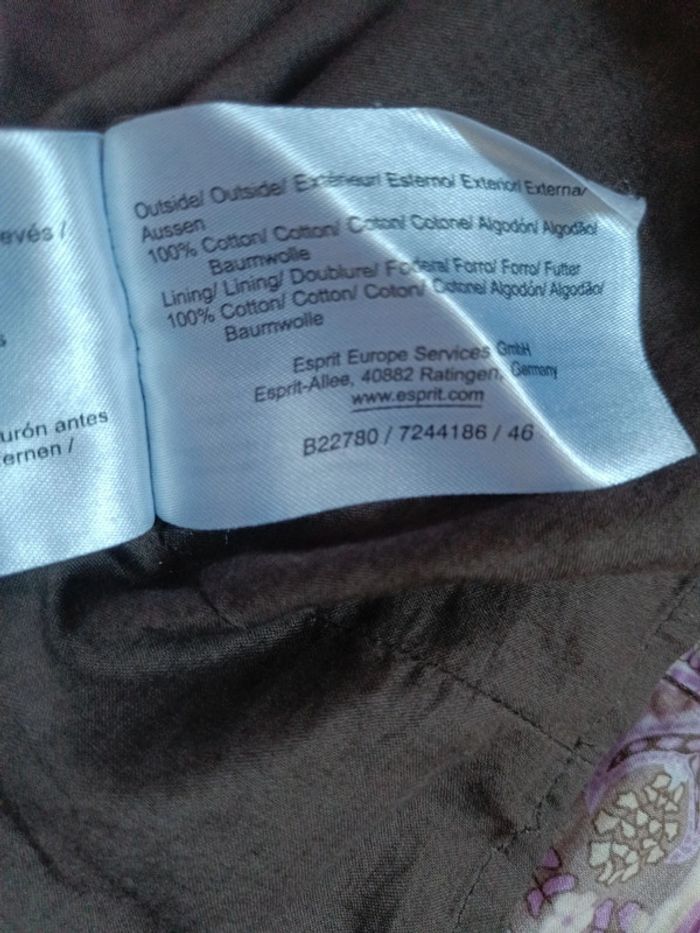 evés /
s
urón antes
ernen /
Outside/ Outside/ Extérieur/ Esterno/ Exterior/ Externa/
Aussen
100% Cotton/ Cotton/ Coton/ Cotone/ Algodón/ Algodão/
Baumwolle
Lining/ Lining/ Doublure/ Fodera/ Forro/ Forro/ Futter
100% Cotton/ Cotton/ Coton/ Cotone/ Algodón/ Algodão/
Baumwolle
Esprit Europe Services GmbH
Esprit-Allee, 40882 Ratingen, Germany
www.esprit.com
B22780 / 7244186 / 46